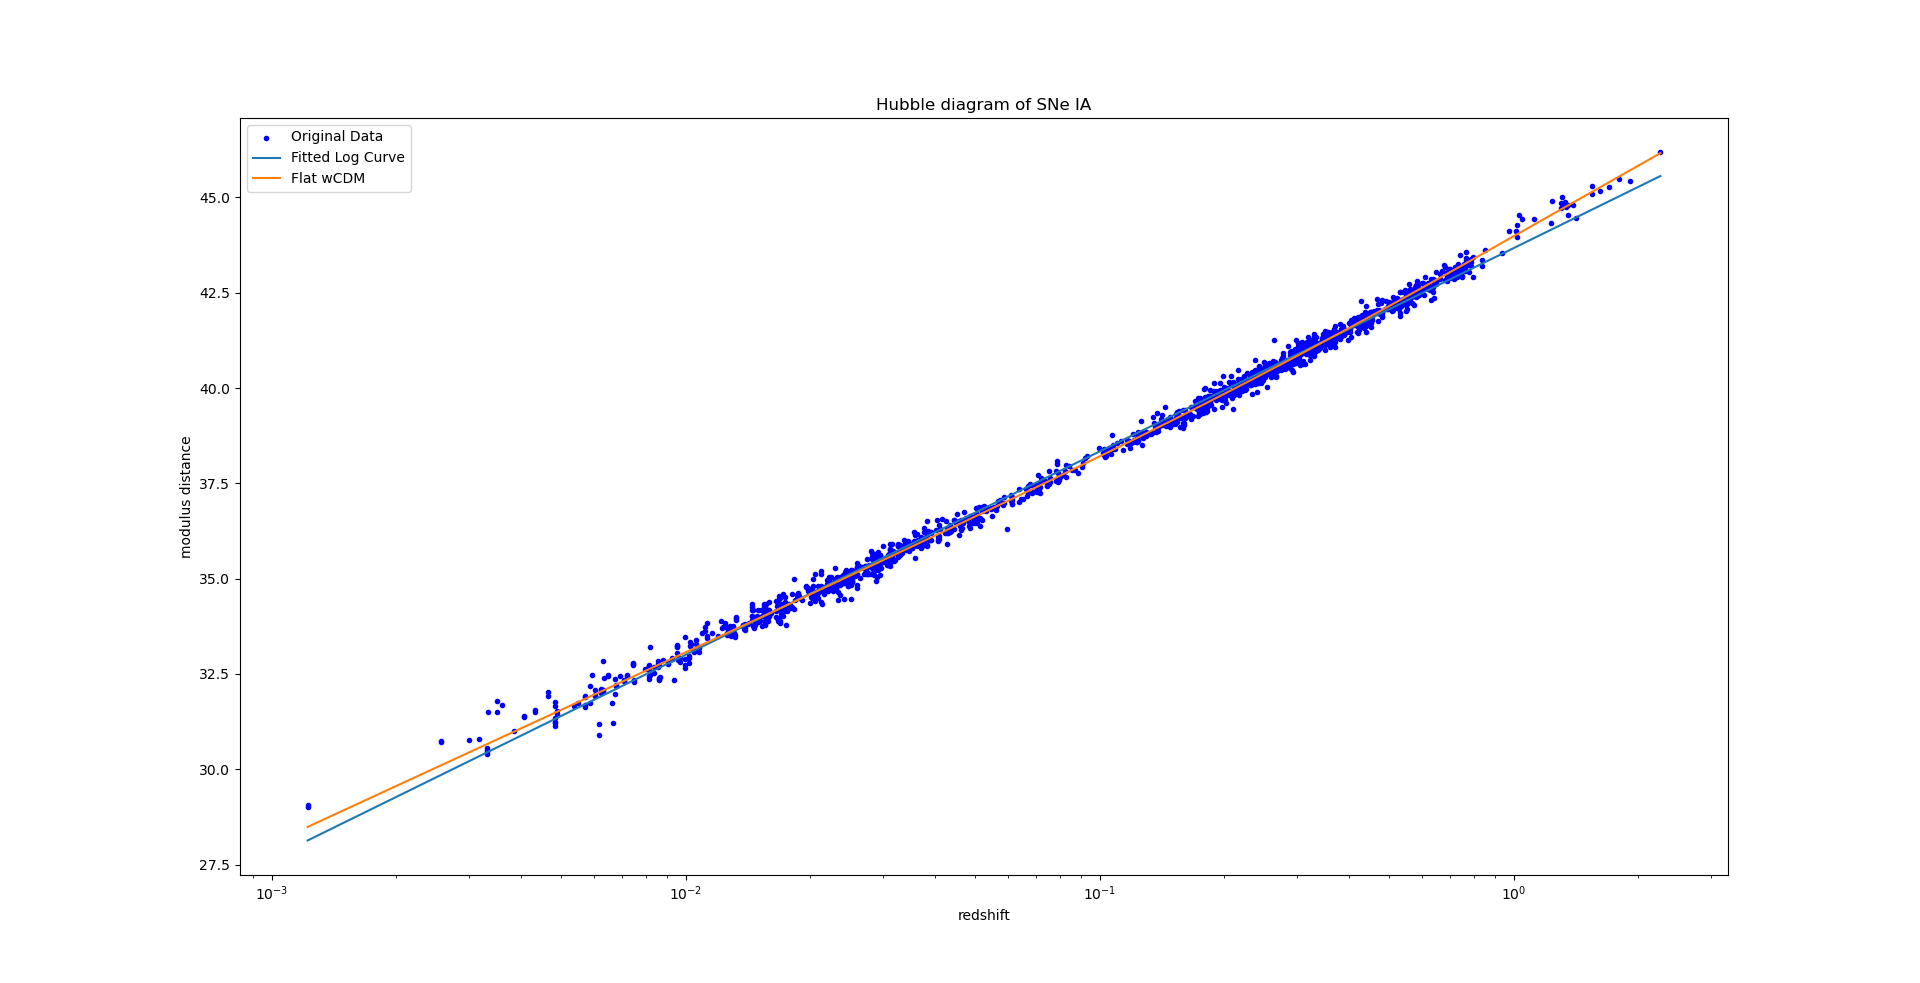 Hubble diagram of SNe IA
Original Data
Fitted Log Curve
Flat wCDM
45.0
42.5
40.0
37.5
35.0
32.5
30.0
27.5
modulus distance
10⁻³ 10⁻² 10⁻¹ 10⁰
redshift